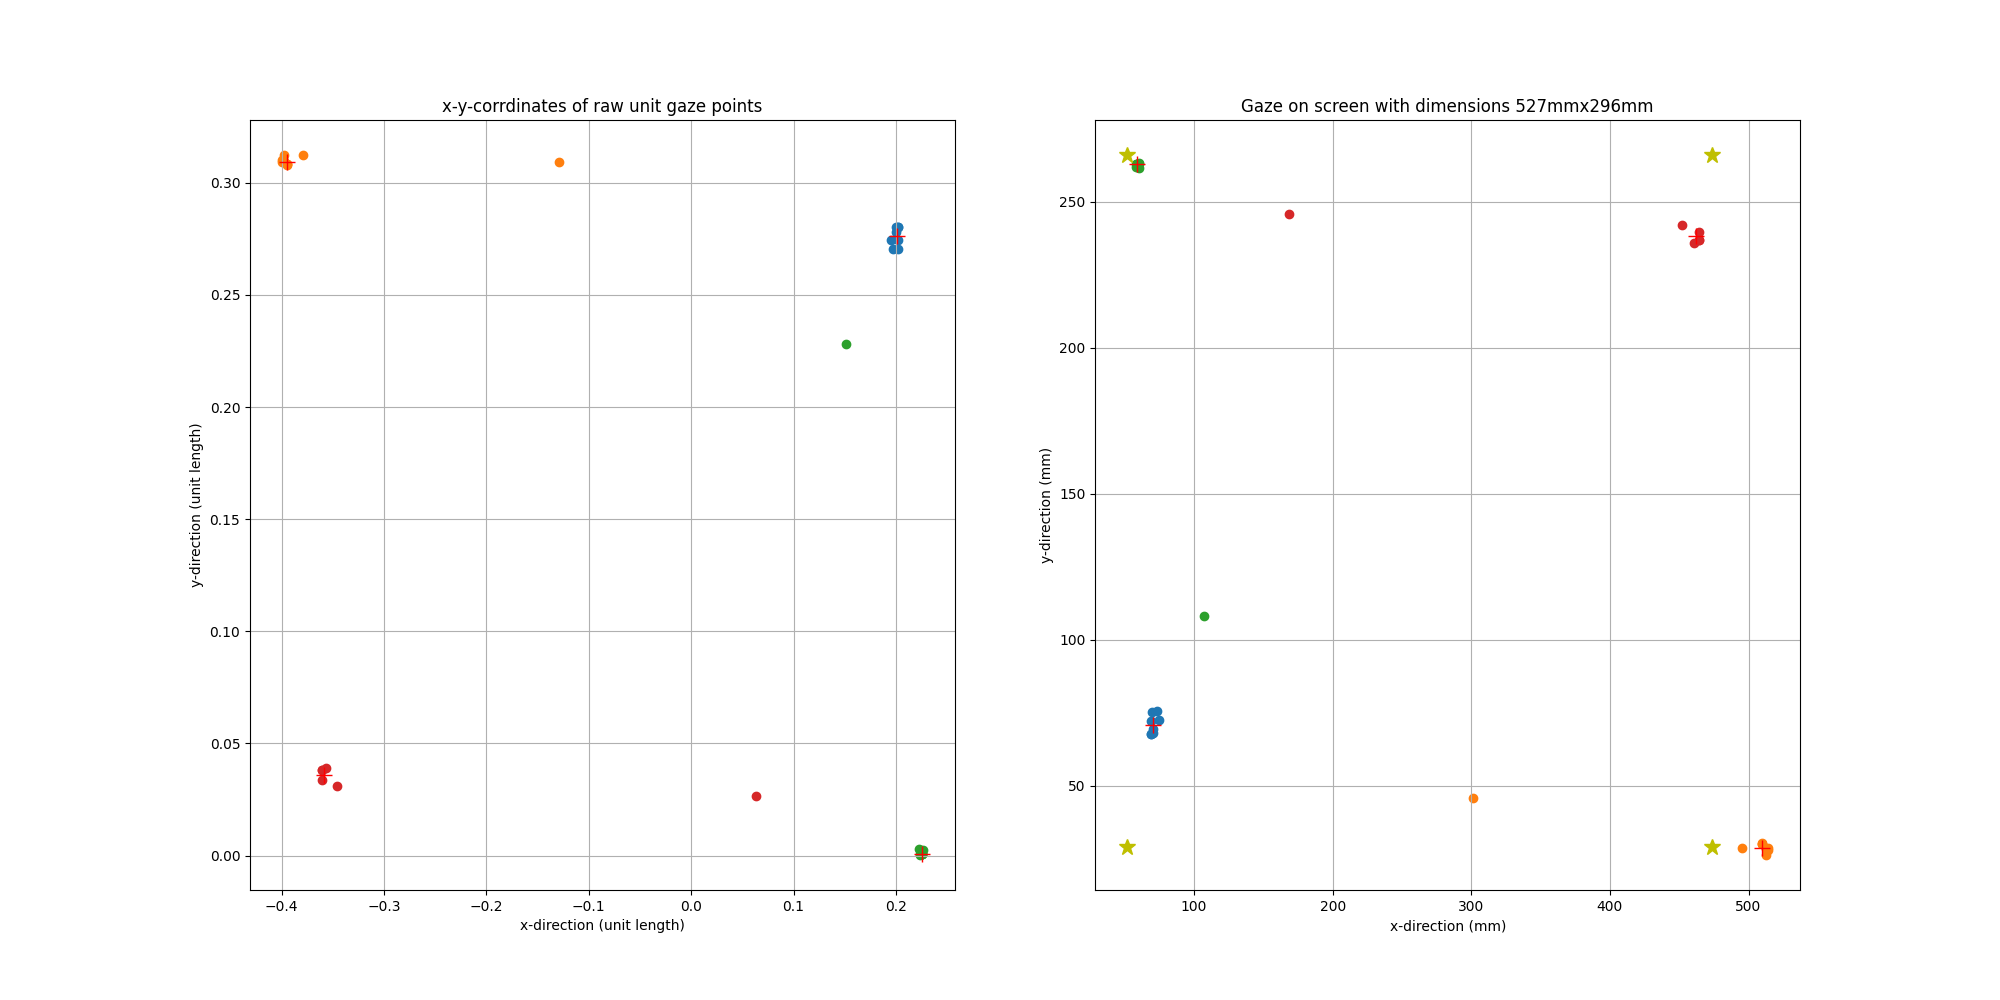 x-y-corrdinates of raw unit gaze points
0.30
0.25
0.20
0.15
0.10
0.05
0.00
y-direction (unit length)
−0.4 −0.3 −0.2 −0.1 0.0 0.1 0.2
x-direction (unit length)
Gaze on screen with dimensions 527mmx296mm
250
200
150
100
50
y-direction (mm)
100 200 300 400 500
x-direction (mm)